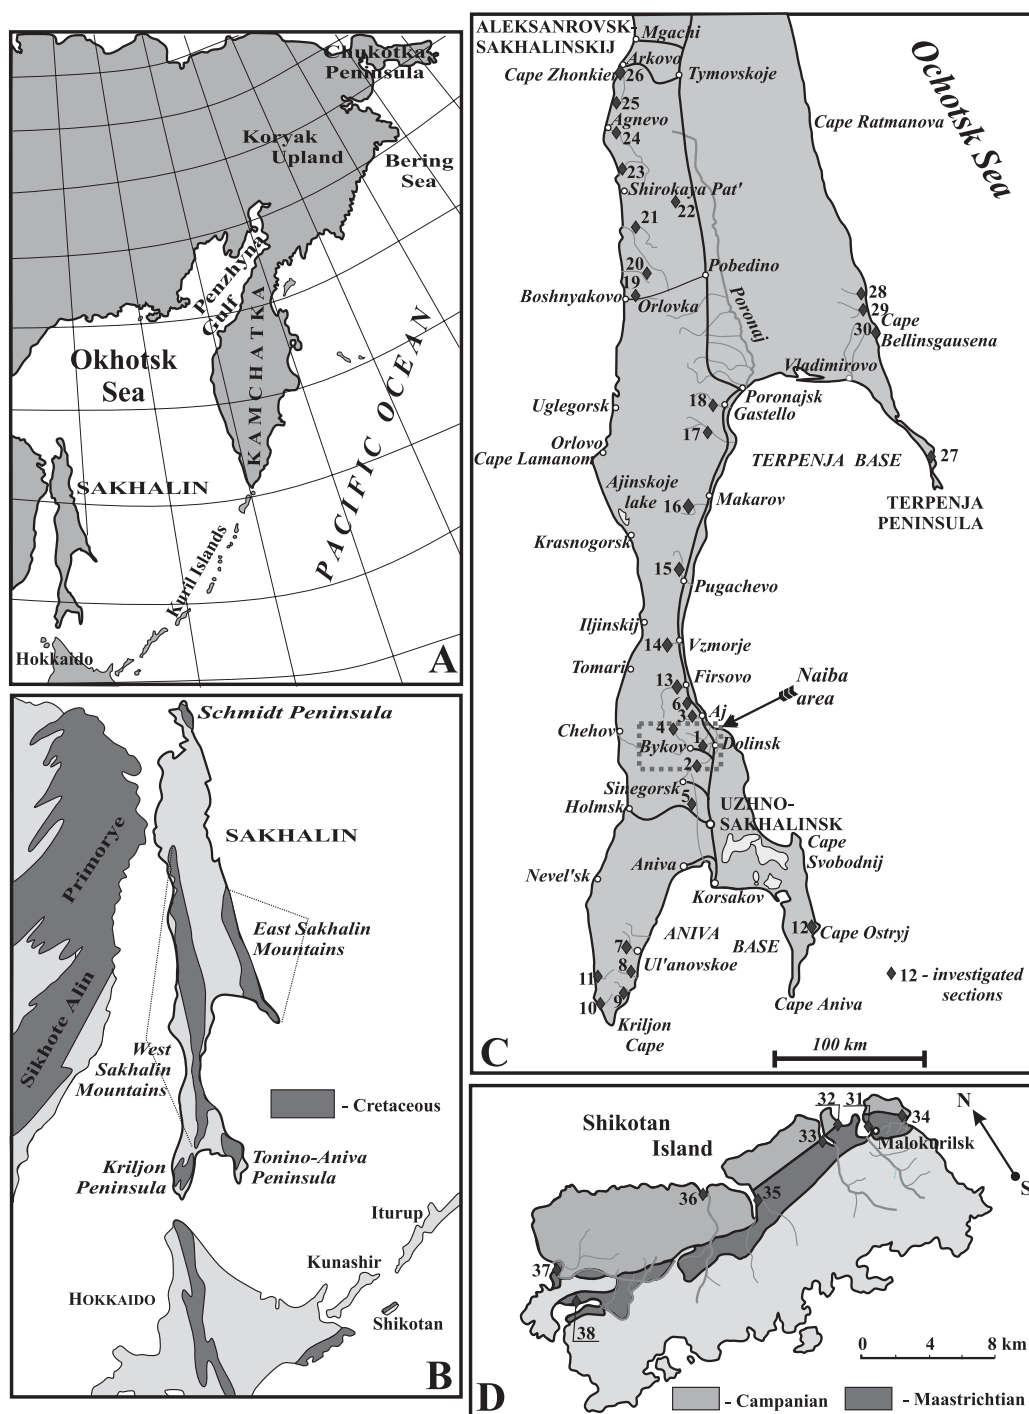 Chukotka
Peninsula
Koryak
Upland
Bering
Sea
Penzhyna
Gulf
KAMCHATKA
Okhotsk
Sea
PACIFIC OCEAN
SAKHALIN
Kuril Islands
Hokkaido
A
Schmidt Peninsula
SAKHALIN
Primorye
Sikhote Alin
East Sakhalin
Mountains
West
Sakhalin
Mountains
- Cretaceous
Kriljon
Peninsula
Tonino-Aniva
Peninsula
Iturup
Kunashir
HOKKAIDO
Shikotan
B
ALEKSANROVSK-
SAKHALINSKIJ
Mgachi
Arkovo
Cape Zhonkier
26
Tymovskoje
Ochotsk Sea
25
Agnevo
24
Cape Ratmanova
23
Shirokaya Pat'
22
21
20
Pobedino
19
Boshnyakovo
Orlovka
Poronaj
28
29
30
Cape
Bellinsgausena
Vladimirovo
Poronajsk
18
Gastello
Uglegorsk
17
Orlovo
Cape Lamanom
TERPENJA BASE
27
TERPENJA
PENINSULA
Ajinskoje
lake
16
Makarov
Krasnogorsk
15
Pugachevo
Iljinskij
14
Vzmorje
Tomari
13
Firsovo
Naiba
area
6
3
Aj
4
Chehov
1
Bykov
Dolinsk
2
Sinegorsk
5
UZHNO-
SAKHALINSK
Holmsk
Cape
Svobodnij
Aniva
Nevel'sk
Korsakov
ANIVA
BASE
12
Cape Ostryj
7
8
Ul'anovskoe
11
10
9
12 - investigated
sections
Cape Aniva
Kriljon
Cape
C
100 km
Shikotan
Island
32
31
34
33
Malokurilsk
N
S
36
35
37
38
0 4 8 km
D
- Campanian
- Maastrichtian